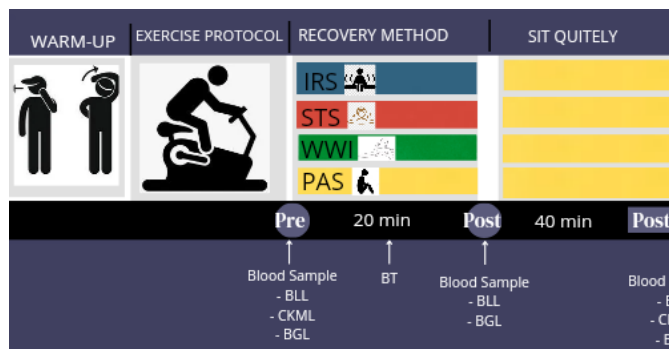 WARM-UP
EXERCISE PROTOCOL
RECOVERY METHOD
SIT QUITELY
IRS
STS
WWI
PAS
Pre
20 min
Post
40 min
Post
Blood Sample
- BLL
- CKML
- BGL
BT
Blood Sample
- BLL
- BGL
Blood